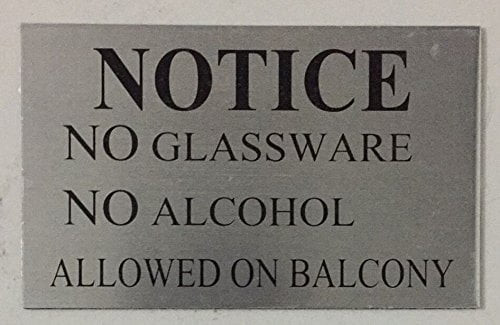 NOTICE
NO GLASSWARE
NO ALCOHOL
ALLOWED ON BALCONY